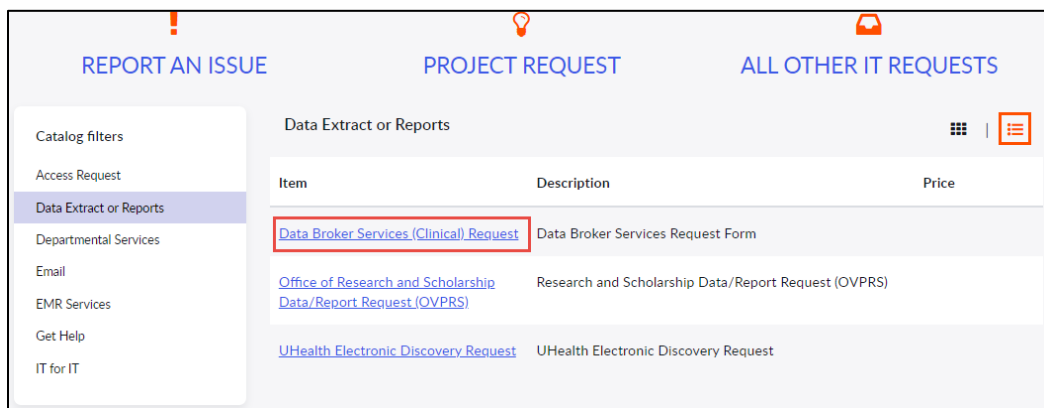 REPORT AN ISSUE
PROJECT REQUEST
ALL OTHER IT REQUESTS
Catalog filters
Access Request
Data Extract or Reports
Departmental Services
Email
EMR Services
Get Help
IT for IT
Data Extract or Reports
Item Description Price
Data Broker Services (Clinical) Request Data Broker Services Request Form
Office of Research and Scholarship Research and Scholarship Data/Report Request (OVPRS)
Data/Report Request (OVPRS)
UHealth Electronic Discovery Request UHealth Electronic Discovery Request